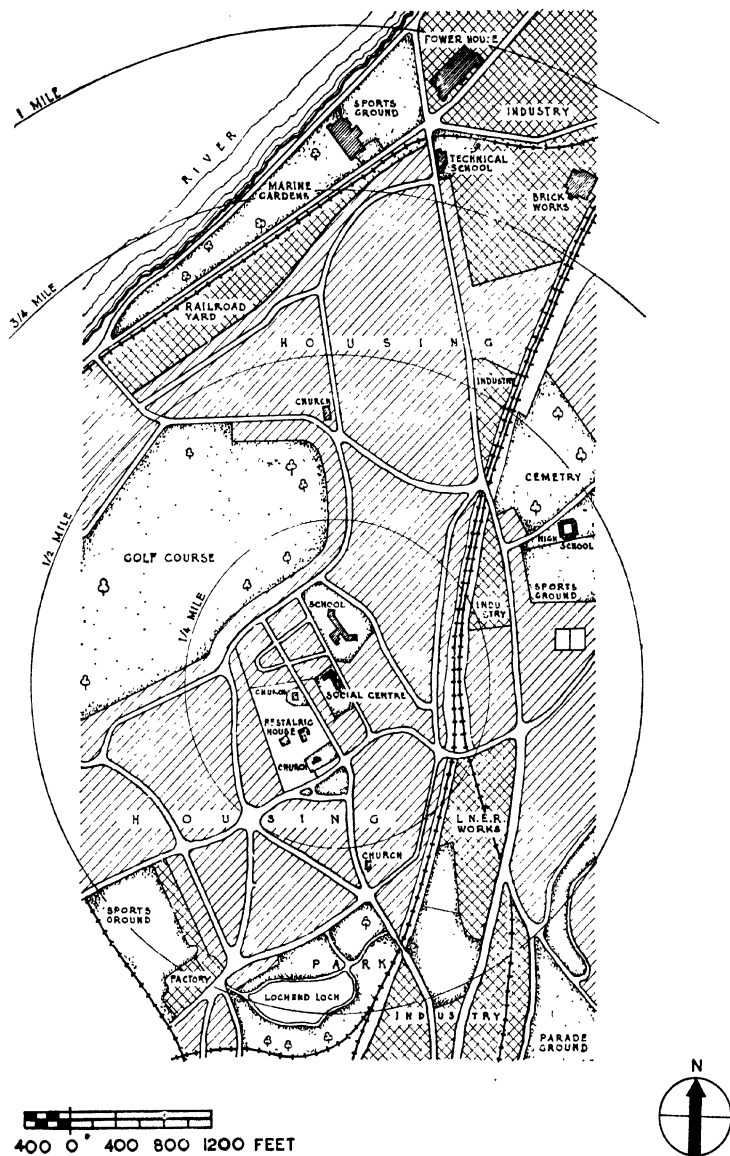 POWER HOUSE
1 MILE
SPORTS
GROUND
INDUSTRY
RIVER
TECHNICAL
SCHOOL
MARINE
GARDENS
BRICK
WORKS
3/4 MILE
RAILROAD
YARD
HOUSING
INDUSTRY
CHURCH
CEMETRY
1/2 MILE
HIGH
SCHOOL
GOLF COURSE
SPORTS
GROUND
1/4 MILE
SCHOOL
INDU
STRY
CHURCH
SOCIAL CENTRE
RESTALRIG
HOUSE
CHURCH
HOUSING
L.N.E.R.
WORKS
CHURCH
SPORTS
GROUND
PARK
FACTORY
LOCHEND LOCH
INDUSTRY
PARADE
GROUND
N
400 0 400 800 1200 FEET